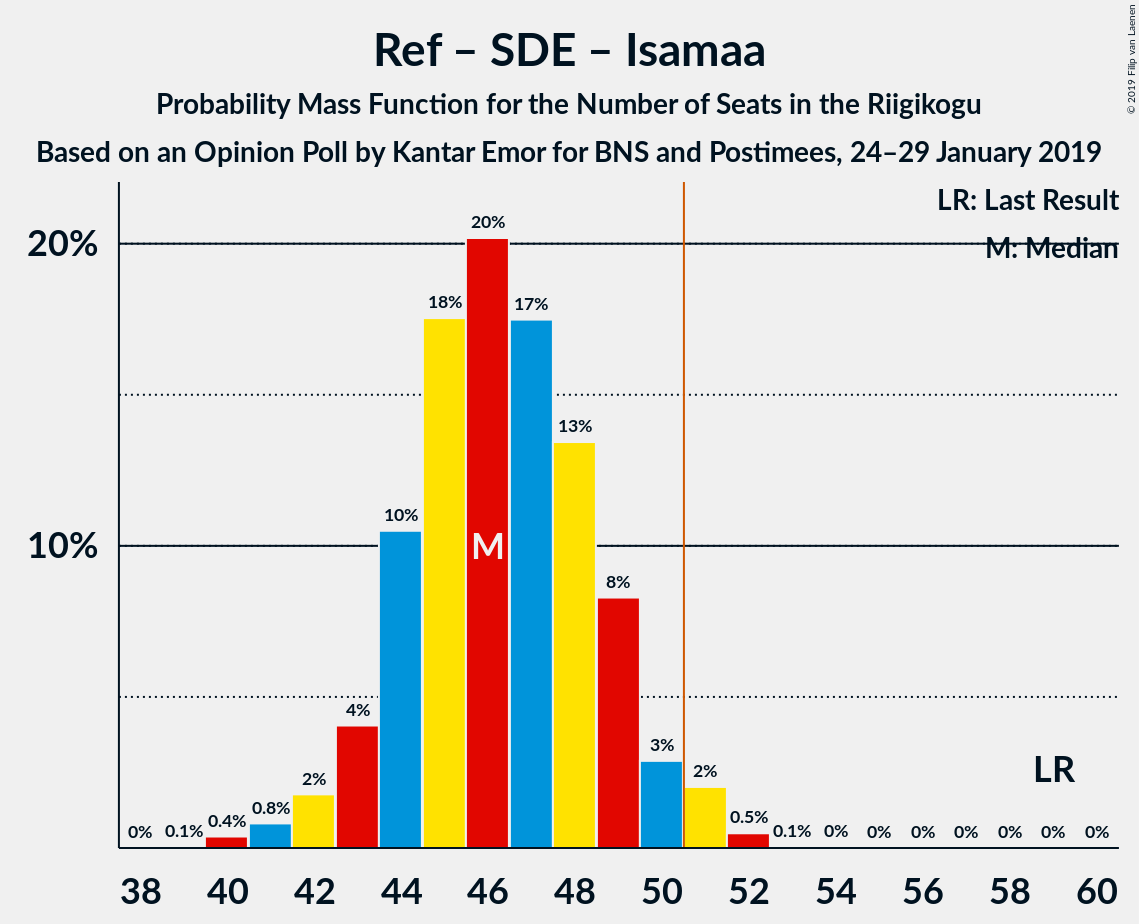 Ref – SDE – Isamaa
Probability Mass Function for the Number of Seats in the Riigikogu
Based on an Opinion Poll by Kantar Emor for BNS and Postimees, 24–29 January 2019
© 2019 Filip van Laenen
LR: Last Result
M: Median
20%
10%
0%
0.1%
0.4%
0.8%
2%
4%
10%
18%
20%
17%
13%
8%
3%
2%
0.5%
0.1%
0%
0%
0%
0%
0%
0%
0%
M
LR
38 40 42 44 46 48 50 52 54 56 58 60